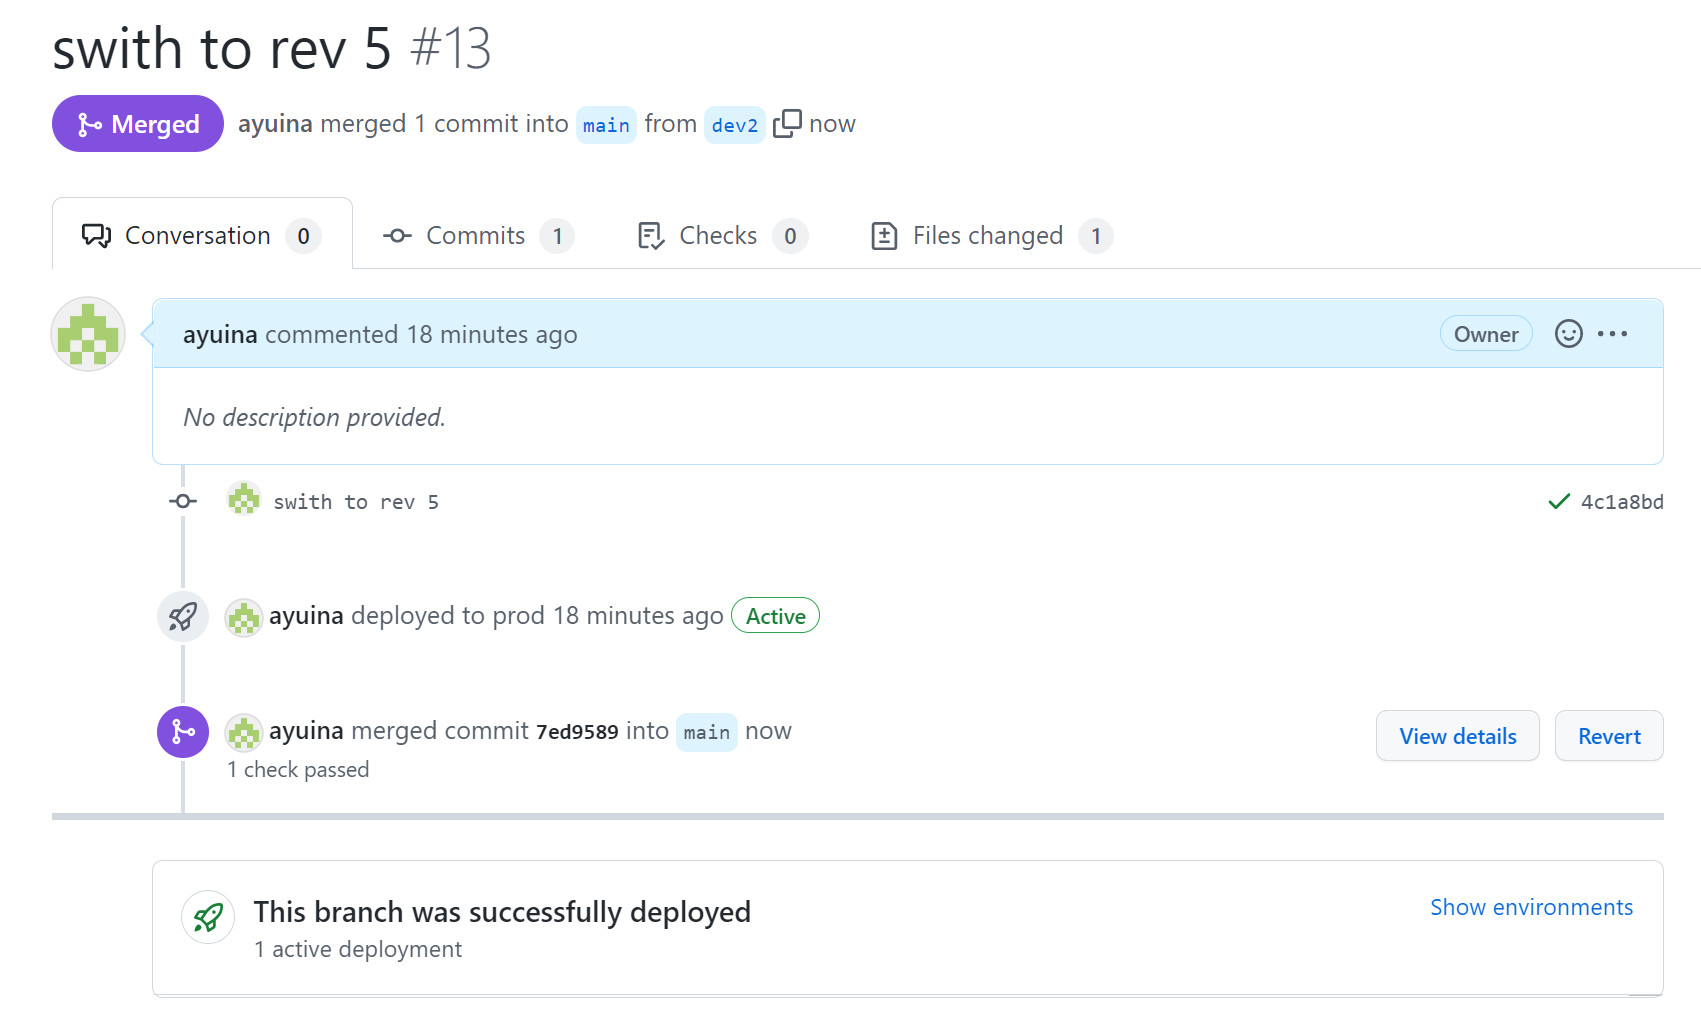 swith to rev 5 #13
Merged ayuina merged 1 commit into main from dev2 now
Conversation 0 Commits 1 Checks 0 Files changed 1
ayuina commented 18 minutes ago Owner
No description provided.
swith to rev 5 4c1a8bd
ayuina deployed to prod 18 minutes ago Active
ayuina merged commit 7ed9589 into main now View details Revert
1 check passed
This branch was successfully deployed Show environments
1 active deployment